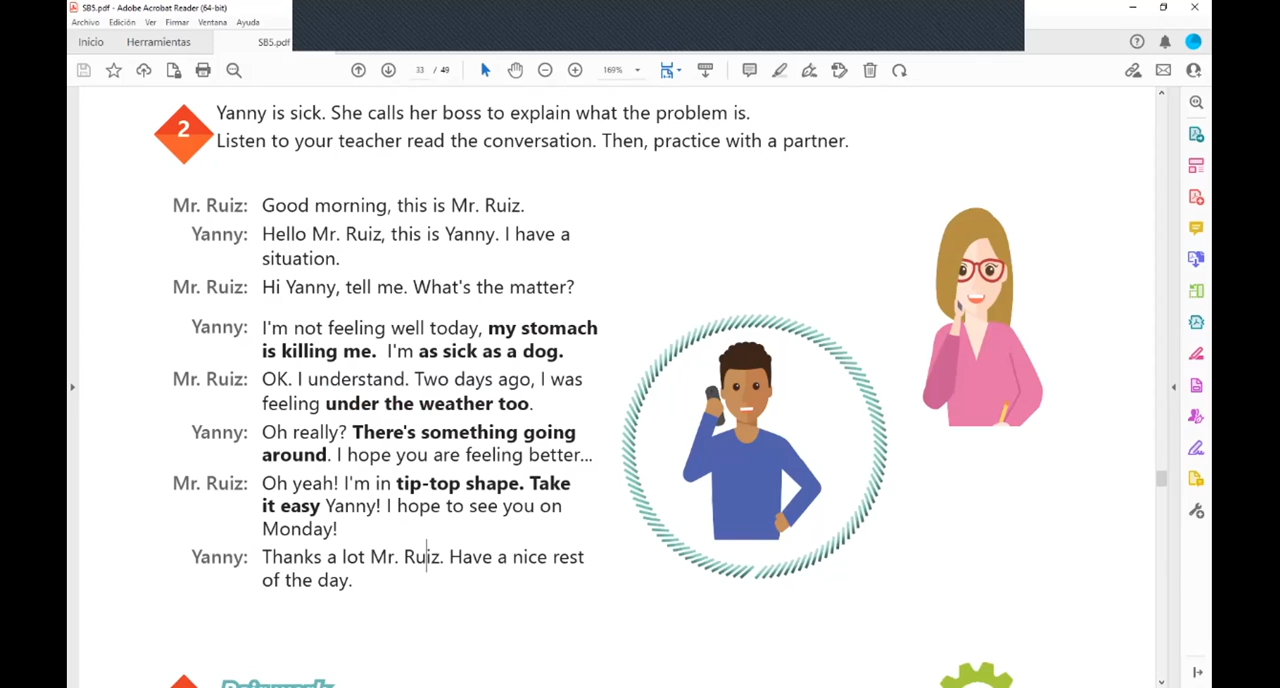 SB5.pdf - Adobe Acrobat Reader (64-bit)
Archivo Edición Ver Firmar Ventana Ayuda
Inicio Herramientas SB5.pdf
33 / 49 169%
2
Yanny is sick. She calls her boss to explain what the problem is.
Listen to your teacher read the conversation. Then, practice with a partner.
Mr. Ruiz: Good morning, this is Mr. Ruiz.
Yanny: Hello Mr. Ruiz, this is Yanny. I have a
situation.
Mr. Ruiz: Hi Yanny, tell me. What's the matter?
Yanny: I'm not feeling well today, my stomach
is killing me. I'm as sick as a dog.
Mr. Ruiz: OK. I understand. Two days ago, I was
feeling under the weather too.
Yanny: Oh really? There's something going
around. I hope you are feeling better...
Mr. Ruiz: Oh yeah! I'm in tip-top shape. Take
it easy Yanny! I hope to see you on
Monday!
Yanny: Thanks a lot Mr. Ruiz. Have a nice rest
of the day.